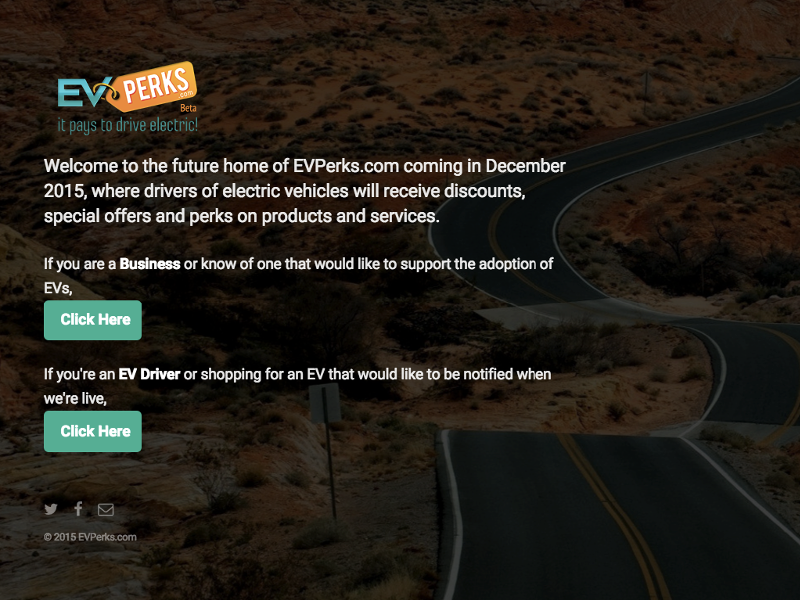 EV PERKS
.com
Beta
it pays to drive electric!
Welcome to the future home of EVPerks.com coming in December
2015, where drivers of electric vehicles will receive discounts,
special offers and perks on products and services.
If you are a Business or know of one that would like to support the adoption of
EVs,
Click Here
If you're an EV Driver or shopping for an EV that would like to be notified when
we're live,
Click Here
© 2015 EVPerks.com